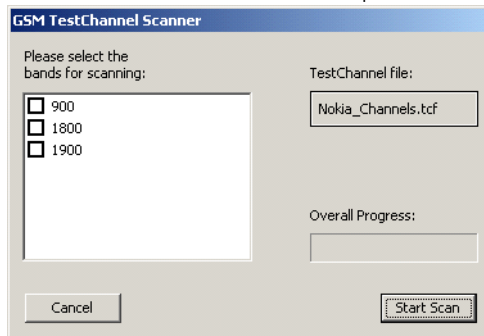 GSM TestChannel Scanner
Please select the
bands for scanning:
900
1800
1900
TestChannel file:
Nokia_Channels.tcf
Overall Progress:
Cancel
Start Scan